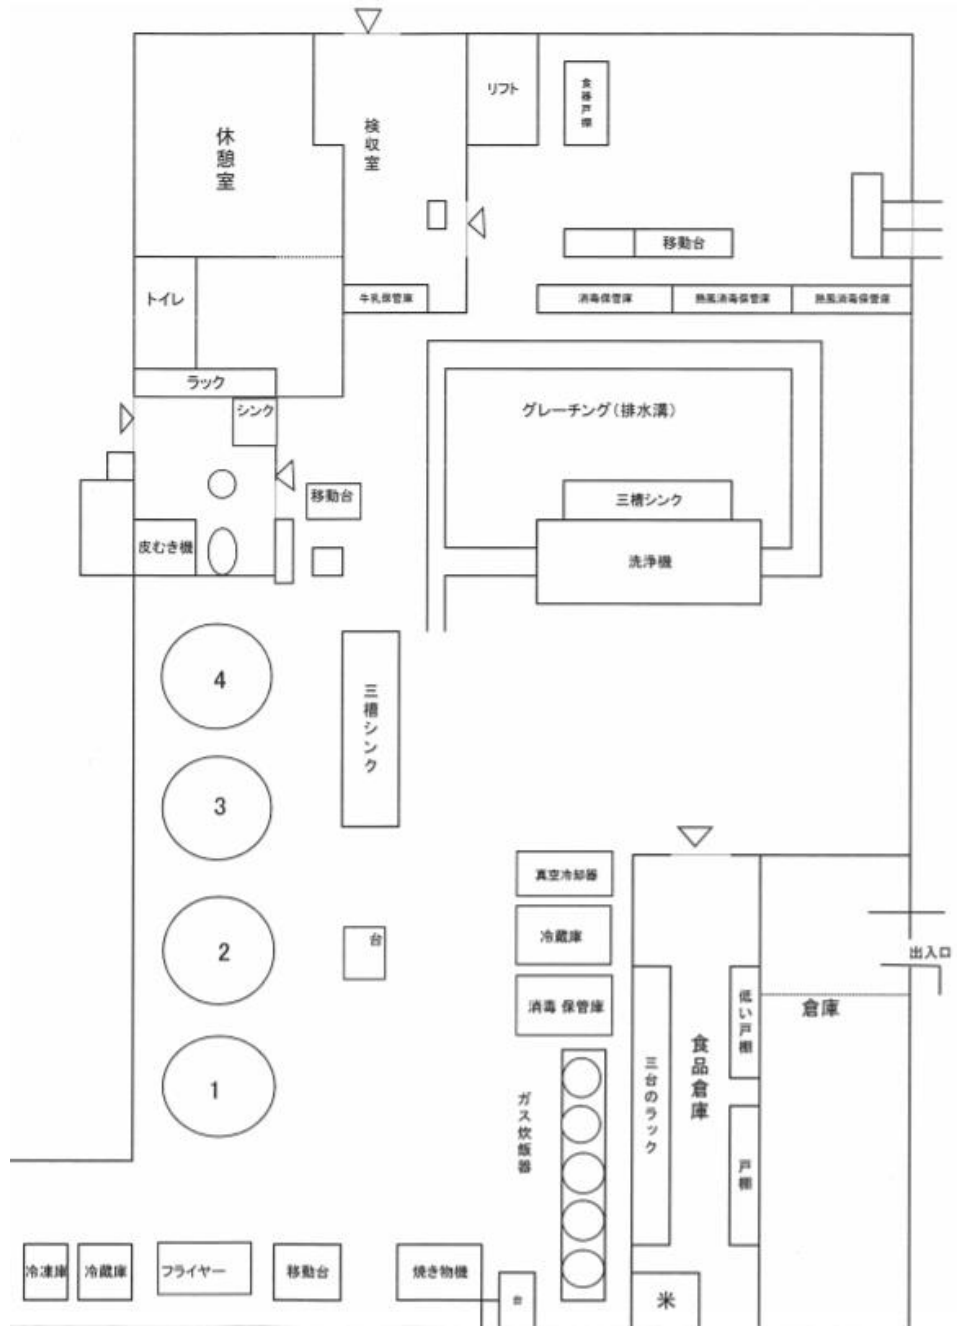 リフト
食器戸棚
休憩室
検収室
移動台
トイレ
牛乳保管庫
消毒保管庫
熱風消毒保管庫
熱風消毒保管庫
ラック
シンク
グレーチング(排水溝)
移動台
三槽シンク
皮むき機
洗浄機
4
三槽シンク
3
真空冷却器
2
台
冷蔵庫
出入口
消毒 保管庫
低い戸棚
倉庫
食品倉庫
三台のラック
1
ガス炊飯器
戸棚
冷凍庫
冷蔵庫
フライヤー
移動台
焼き物機
台
米